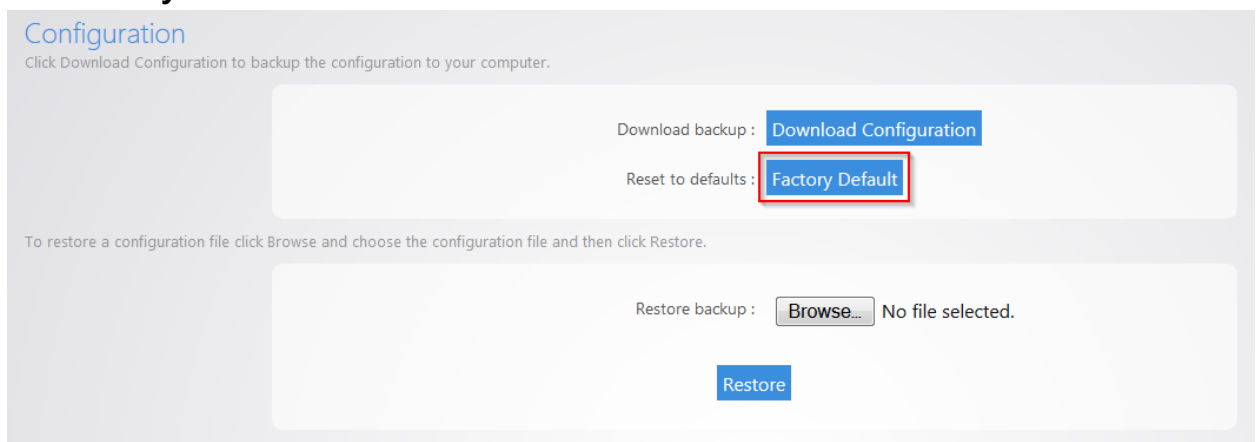 Configuration
Click Download Configuration to backup the configuration to your computer.
Download backup : Download Configuration
Reset to defaults : Factory Default
To restore a configuration file click Browse and choose the configuration file and then click Restore.
Restore backup : Browse... No file selected.
Restore